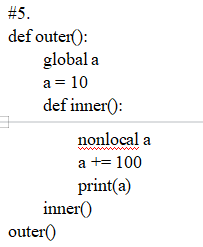 #5.
def outer():
global a
a = 10
def inner():
nonlocal a
a += 100
print(a)
inner()
outer()